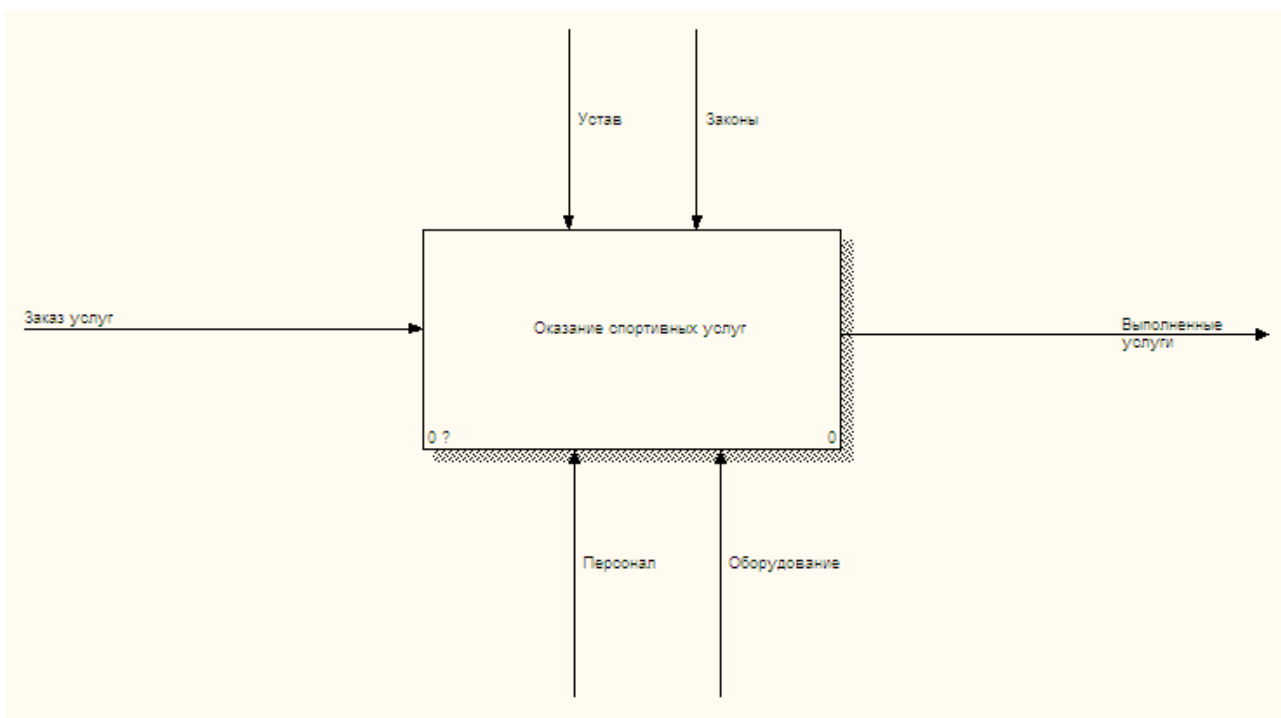 Устав
Законы
Заказ услуг
Оказание спортивных услуг
Выполненные
услуги
0 ?
0
Персонал
Оборудование